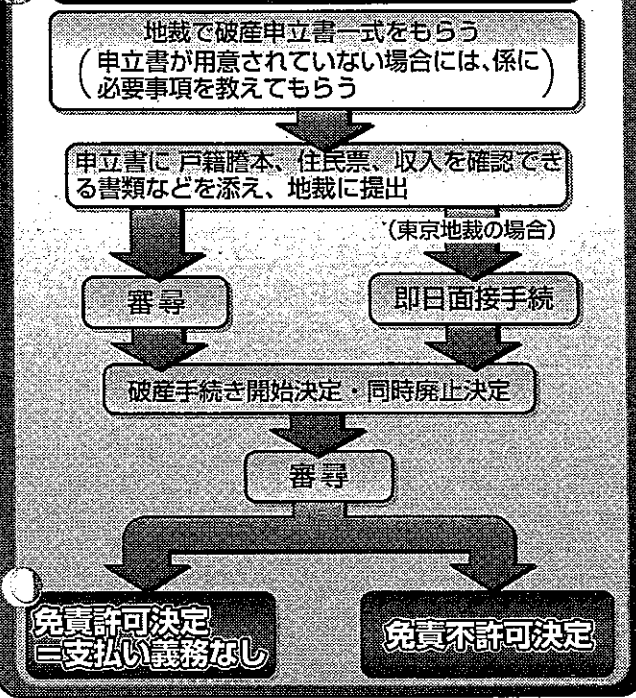 地裁で破産申立書一式をもらう
(申立書が用意されていない場合には、係に
必要事項を教えてもらう)
申立書に戸籍謄本、住民票、収入を確認でき
る書類などを添え、地裁に提出
(東京地裁の場合)
審尋
即日面接手続
破産手続き開始決定・同時廃止決定
審尋
免責許可決定
=支払い義務なし
免責不許可決定